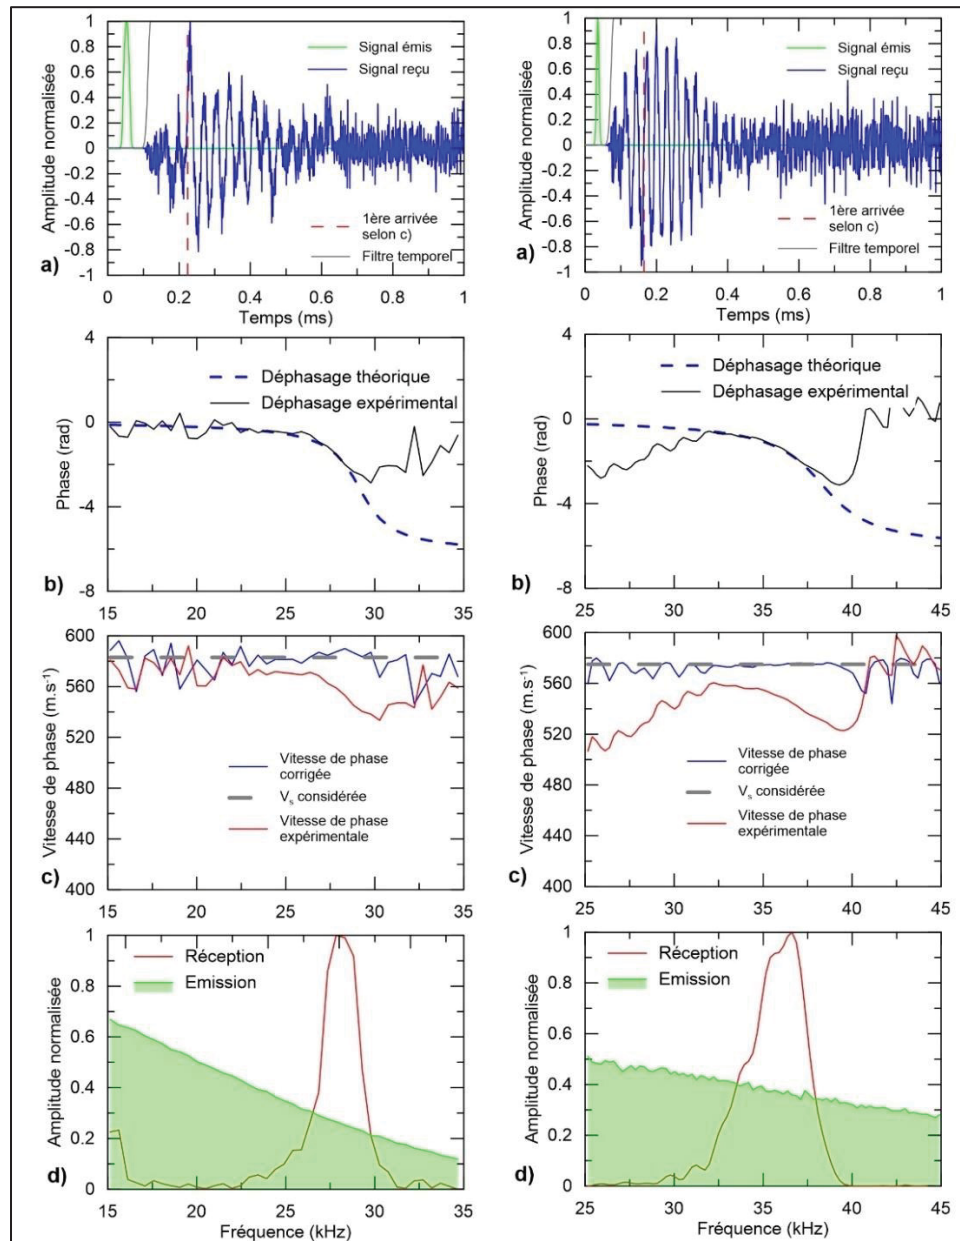 Amplitude normalisée
1
0.8
0.6
0.4
0.2
0
-0.2
-0.4
-0.6
-0.8
-1
Signal émis
Signal reçu
1ère arrivée
selon c)
Filtre temporel
a)
0 0.2 0.4 0.6 0.8 1
Temps (ms)
Phase (rad)
4
0
-4
-8
Déphasage théorique
Déphasage expérimental
b)
15 20 25 30 35
Vitesse de phase (m.s⁻¹)
600
560
520
480
440
400
Vitesse de phase
corrigée
Vₛ considérée
Vitesse de phase
expérimentale
c)
15 20 25 30 35
Amplitude normalisée
1
0.8
0.6
0.4
0.2
0
Réception
Emission
d)
15 20 25 30 35
Fréquence (kHz)
Amplitude normalisée
1
0.8
0.6
0.4
0.2
0
-0.2
-0.4
-0.6
-0.8
-1
Signal émis
Signal reçu
1ère arrivée
selon c)
Filtre temporel
a)
0 0.2 0.4 0.6 0.8 1
Temps (ms)
Phase (rad)
4
0
-4
-8
Déphasage théorique
Déphasage expérimental
b)
25 30 35 40 45
Vitesse de phase (m.s⁻¹)
600
560
520
480
440
400
Vitesse de phase
corrigée
Vₛ considérée
Vitesse de phase
expérimentale
c)
25 30 35 40 45
Amplitude normalisée
1
0.8
0.6
0.4
0.2
0
Réception
Emission
d)
25 30 35 40 45
Fréquence (kHz)